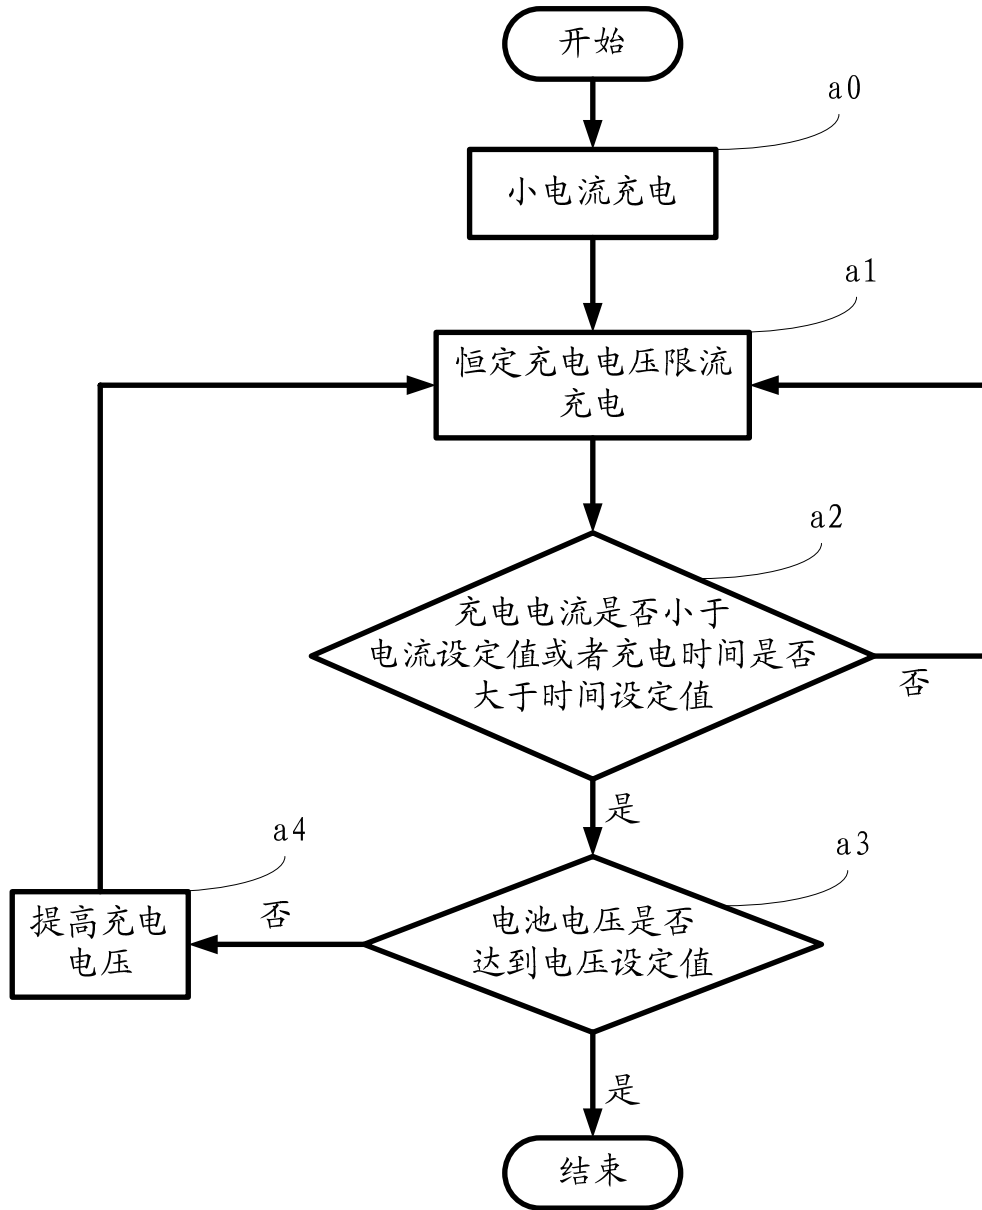 开始
a0
小电流充电
a1
恒定充电电压限流
充电
a2
充电电流是否小于
电流设定值或者充电时间是否
大于时间设定值
否
是
a4
a3
提高充电
电压
否
电池电压是否
达到电压设定值
是
结束